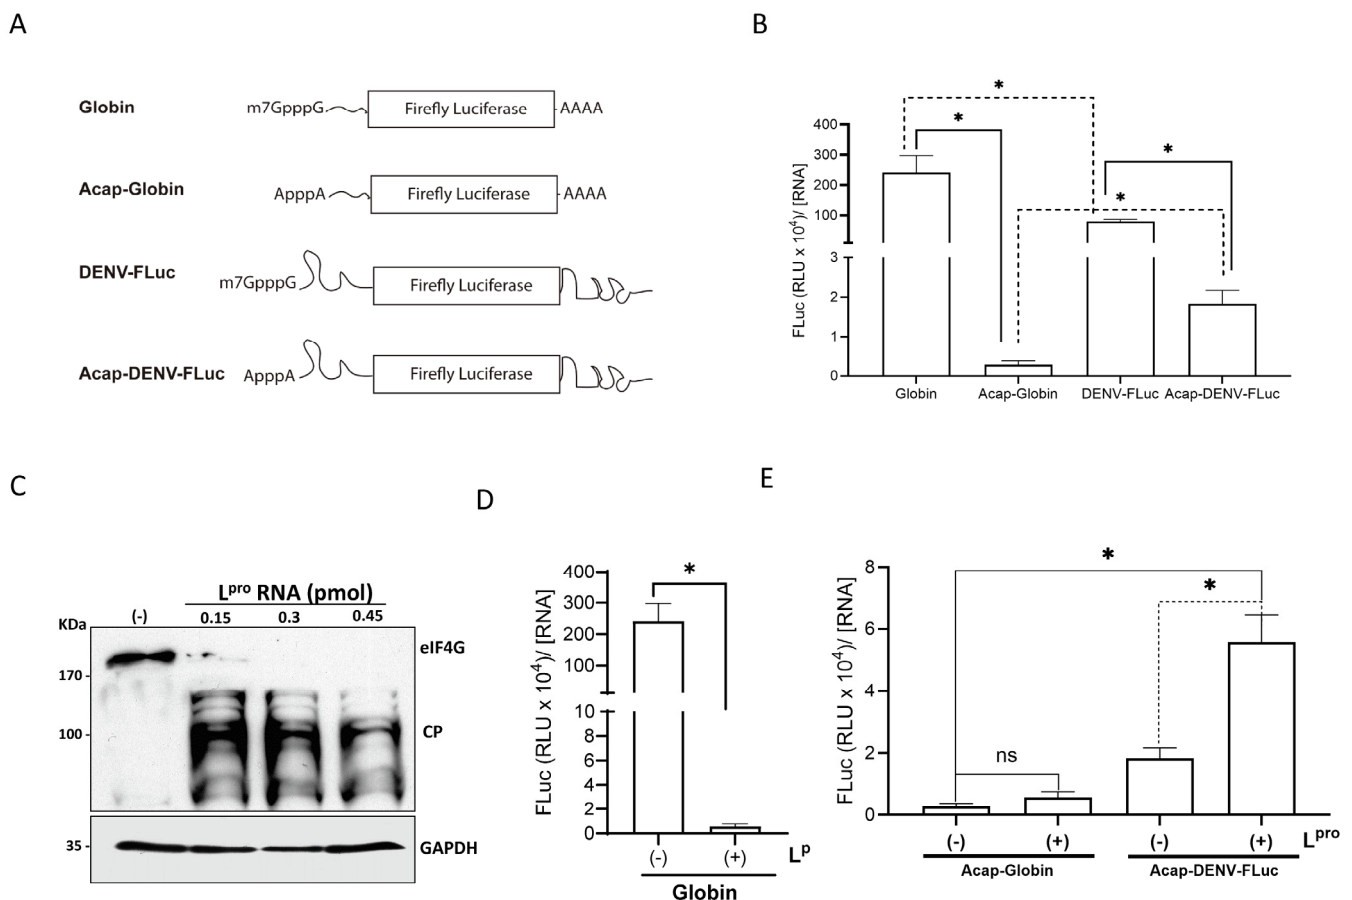 A
Globin m7GpppG Firefly Luciferase AAAA
Acap-Globin ApppA Firefly Luciferase AAAA
DENV-FLuc m7GpppG Firefly Luciferase
Acap-DENV-FLuc ApppA Firefly Luciferase
B
FLuc (RLU x 10⁴)/ [RNA]
400
300
200
100
3
2
1
0
* * * *
Globin Acap-Globin DENV-FLuc Acap-DENV-FLuc
C
Lᵖʳᵒ RNA (pmol)
KDa (-) 0.15 0.3 0.45
eIF4G
170 -
100 - CP
35 - GAPDH
D
FLuc (RLU x 10⁴)/ [RNA]
400
300
200
100
10
8
6
4
2
0
*
(-) (+) Lᵖ
Globin
E
FLuc (RLU x 10⁴)/ [RNA]
8
6
4
2
0
*
*
ns
(-) (+) (-) (+) Lᵖʳᵒ
Acap-Globin Acap-DENV-FLuc